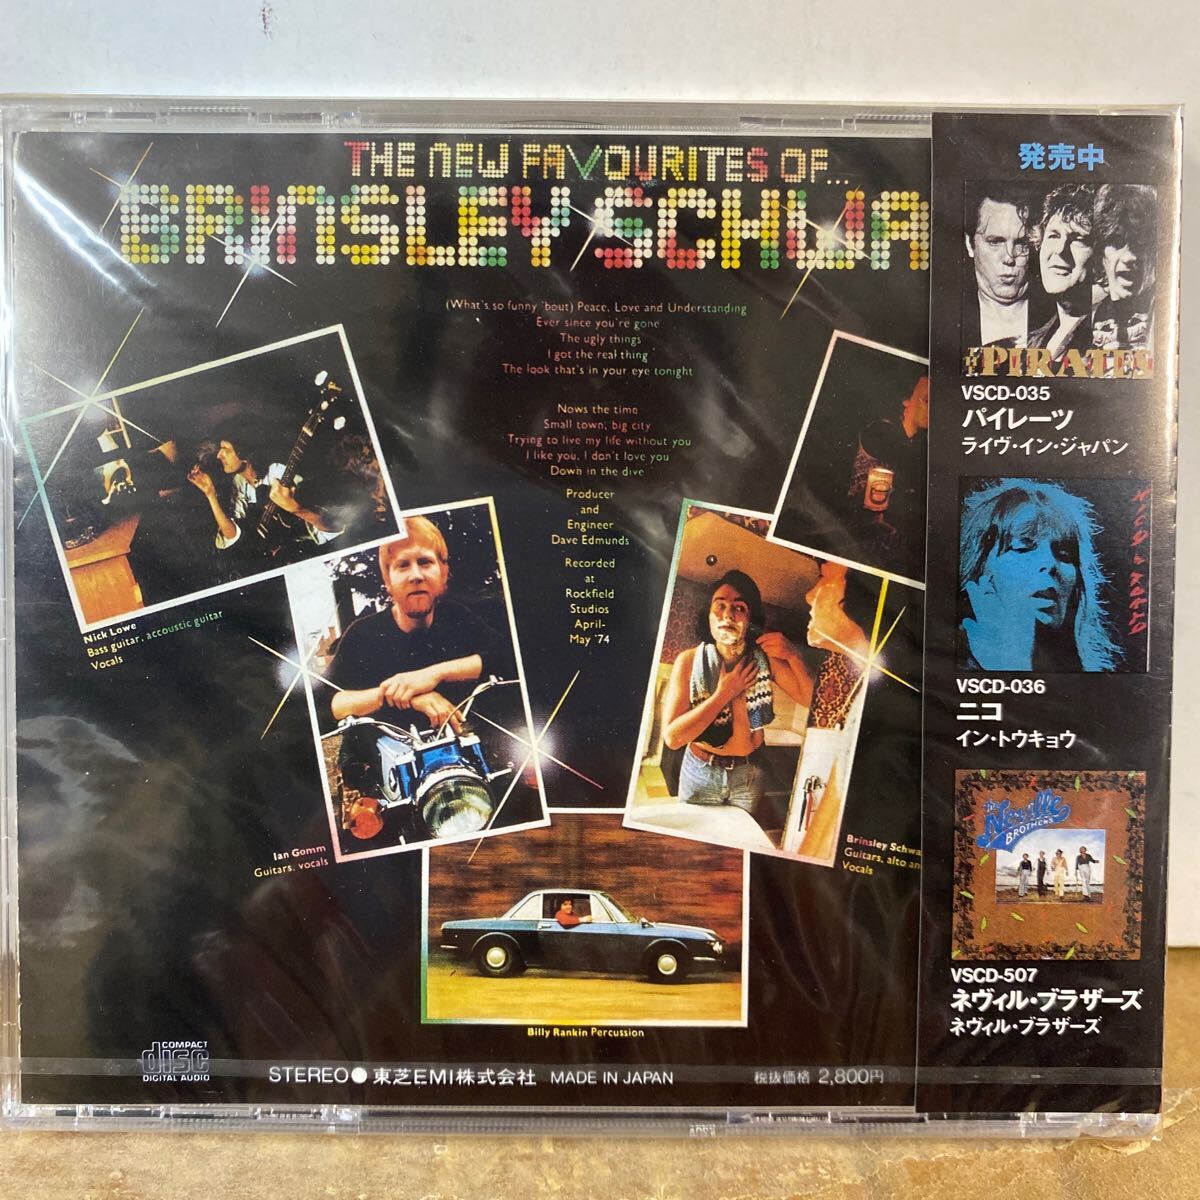 THE NEW FAVOURITES OF...
BRINSLEY SCHWA
(What's so funny 'bout) Peace, Love and Understanding
Ever since you're gone
The ugly things
I got the real thing
The look that's in your eye tonight
Nows the time
Small town, big city
Trying to live my life without you
I like you, I don't love you
Down in the dive
Producer
and
Engineer
Dave Edmunds
Recorded
at
Rockfield
Studios
April-
May '74
Nick Lowe
Bass guitar, accoustic guitar
Vocals
Ian Gomm
Guitars, vocals
Brinsley Schwa
Guitars, alto an
Vocals
Billy Rankin Percussion
COMPACT
disc
DIGITAL AUDIO
STEREO● 東芝EMI株式会社 MADE IN JAPAN 税抜価格 2,800円
発売中
THE PIRATES
VSCD-035
パイレーツ
ライヴ・イン・ジャパン
VSCD-036
ニコ
イン・トウキョウ
The Neville
BROTHERS
VSCD-507
ネヴィル・ブラザーズ
ネヴィル・ブラザーズ